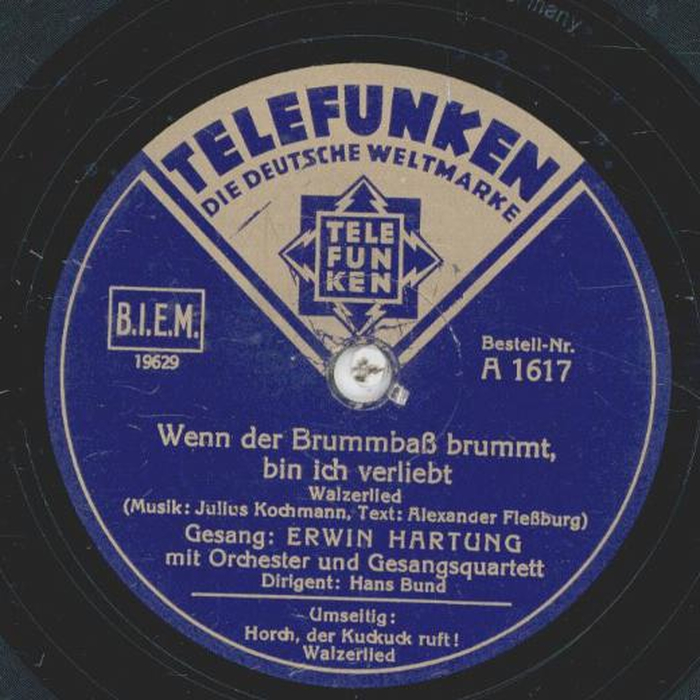 many
TELEFUNKEN
DIE DEUTSCHE WELTMARKE
TELE
FUN
KEN
B.I.E.M.
19629
Bestell-Nr.
A 1617
Wenn der Brummbaß brummt,
bin ich verliebt
Walzerlied
(Musik: Julius Kochmann, Text: Alexander Fleßburg)
Gesang: ERWIN HARTUNG
mit Orchester und Gesangsquartett
Dirigent: Hans Bund
Umseitig:
Horch, der Kuckuck ruft!
Walzerlied